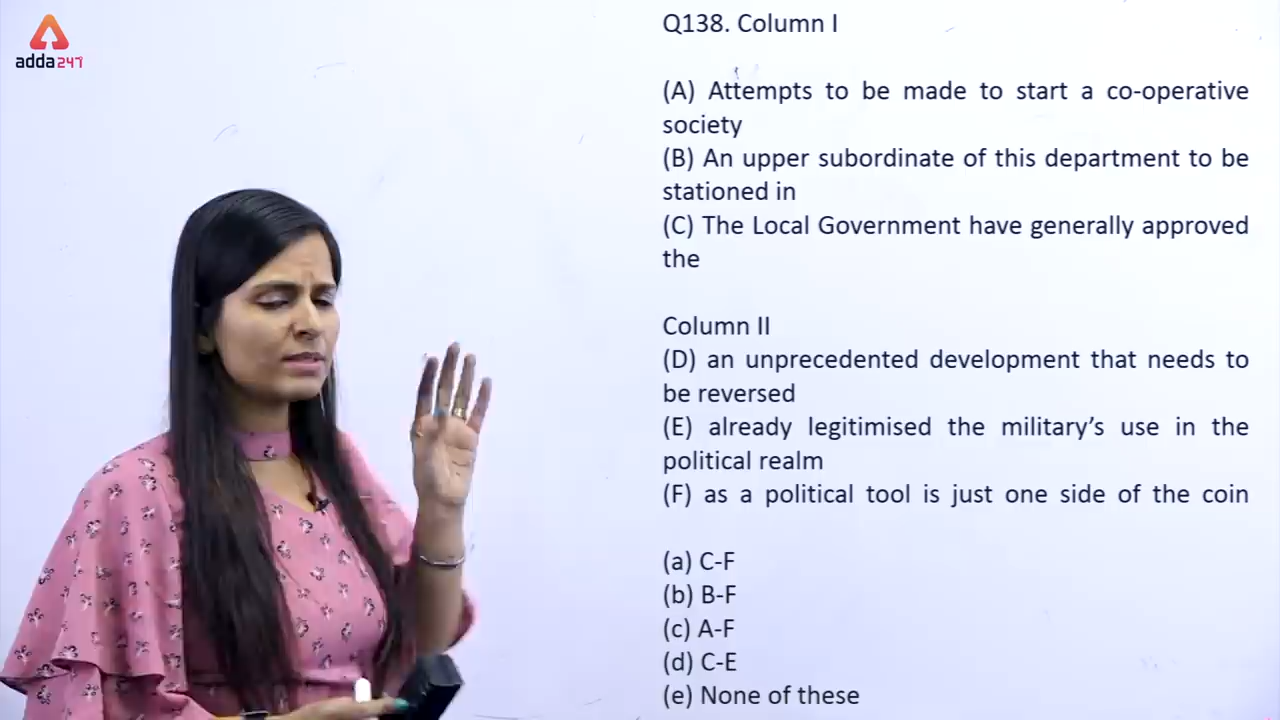 adda247
Q138. Column I
(A) Attempts to be made to start a co-operative
society
(B) An upper subordinate of this department to be
stationed in
(C) The Local Government have generally approved
the
Column II
(D) an unprecedented development that needs to
be reversed
(E) already legitimised the military’s use in the
political realm
(F) as a political tool is just one side of the coin
(a) C-F
(b) B-F
(c) A-F
(d) C-E
(e) None of these